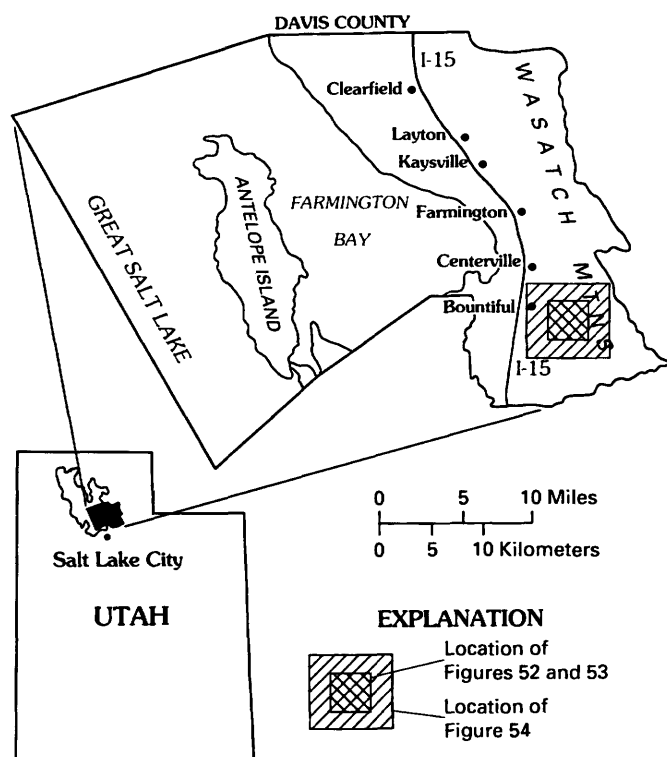 DAVIS COUNTY
I-15
Clearfield
WASATCH MTNS
Layton
Kaysville
ANTELOPE ISLAND
FARMINGTON
BAY
Farmington
GREAT SALT LAKE
Centerville
Bountiful
I-15
0 5 10 Miles
0 5 10 Kilometers
Salt Lake City
UTAH
EXPLANATION
Location of
Figures 52 and 53
Location of
Figure 54